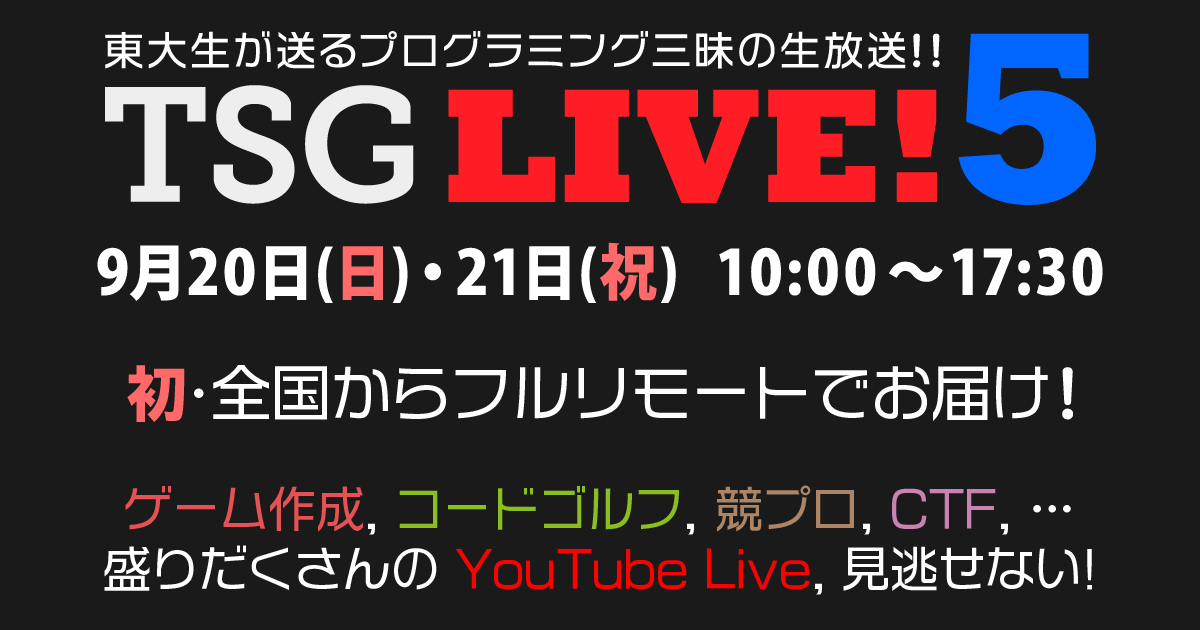 東大生が送るプログラミング三昧の生放送!!
TSG LIVE!5
9月20日(日)・21日(祝) 10:00～17:30
初・全国からフルリモートでお届け!
ゲーム作成, コードゴルフ, 競プロ, CTF, …
盛りだくさんの YouTube Live, 見逃せない!